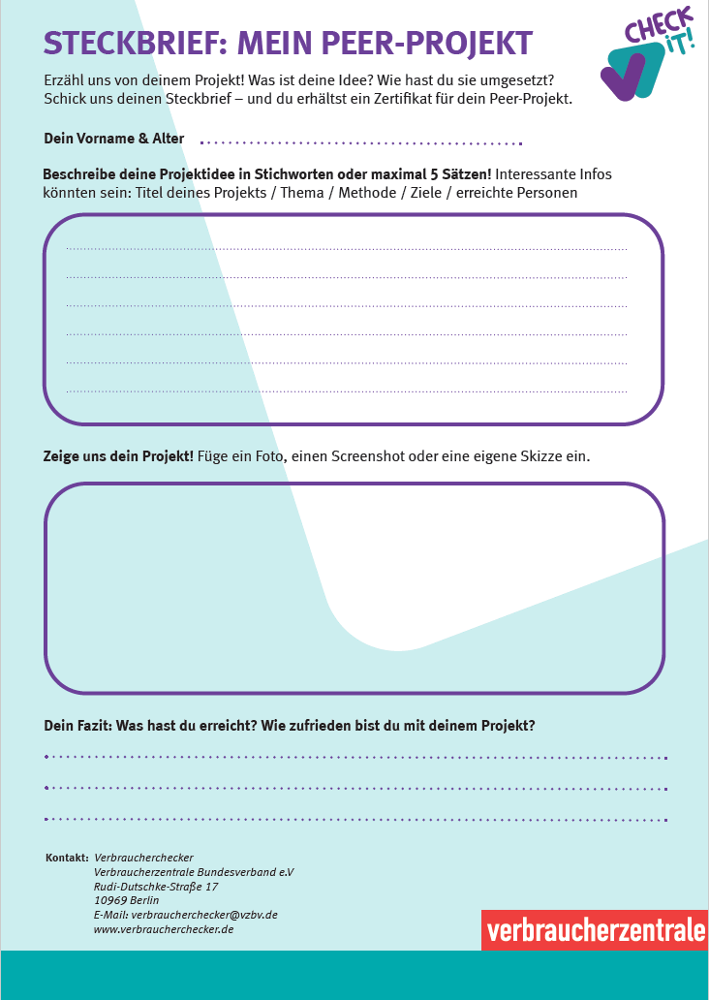 STECKBRIEF: MEIN PEER-PROJEKT
CHECK
iT!
Erzähl uns von deinem Projekt! Was ist deine Idee? Wie hast du sie umgesetzt?
Schick uns deinen Steckbrief – und du erhältst ein Zertifikat für dein Peer-Projekt.
Dein Vorname & Alter
Beschreibe deine Projektidee in Stichworten oder maximal 5 Sätzen! Interessante Infos
könnten sein: Titel deines Projekts / Thema / Methode / Ziele / erreichte Personen
Zeige uns dein Projekt! Füge ein Foto, einen Screenshot oder eine eigene Skizze ein.
Dein Fazit: Was hast du erreicht? Wie zufrieden bist du mit deinem Projekt?
Kontakt: Verbraucherchecker
Verbraucherzentrale Bundesverband e.V
Rudi-Dutschke-Straße 17
10969 Berlin
E-Mail: verbraucherchecker@vzbv.de
www.verbraucherchecker.de
verbraucherzentrale